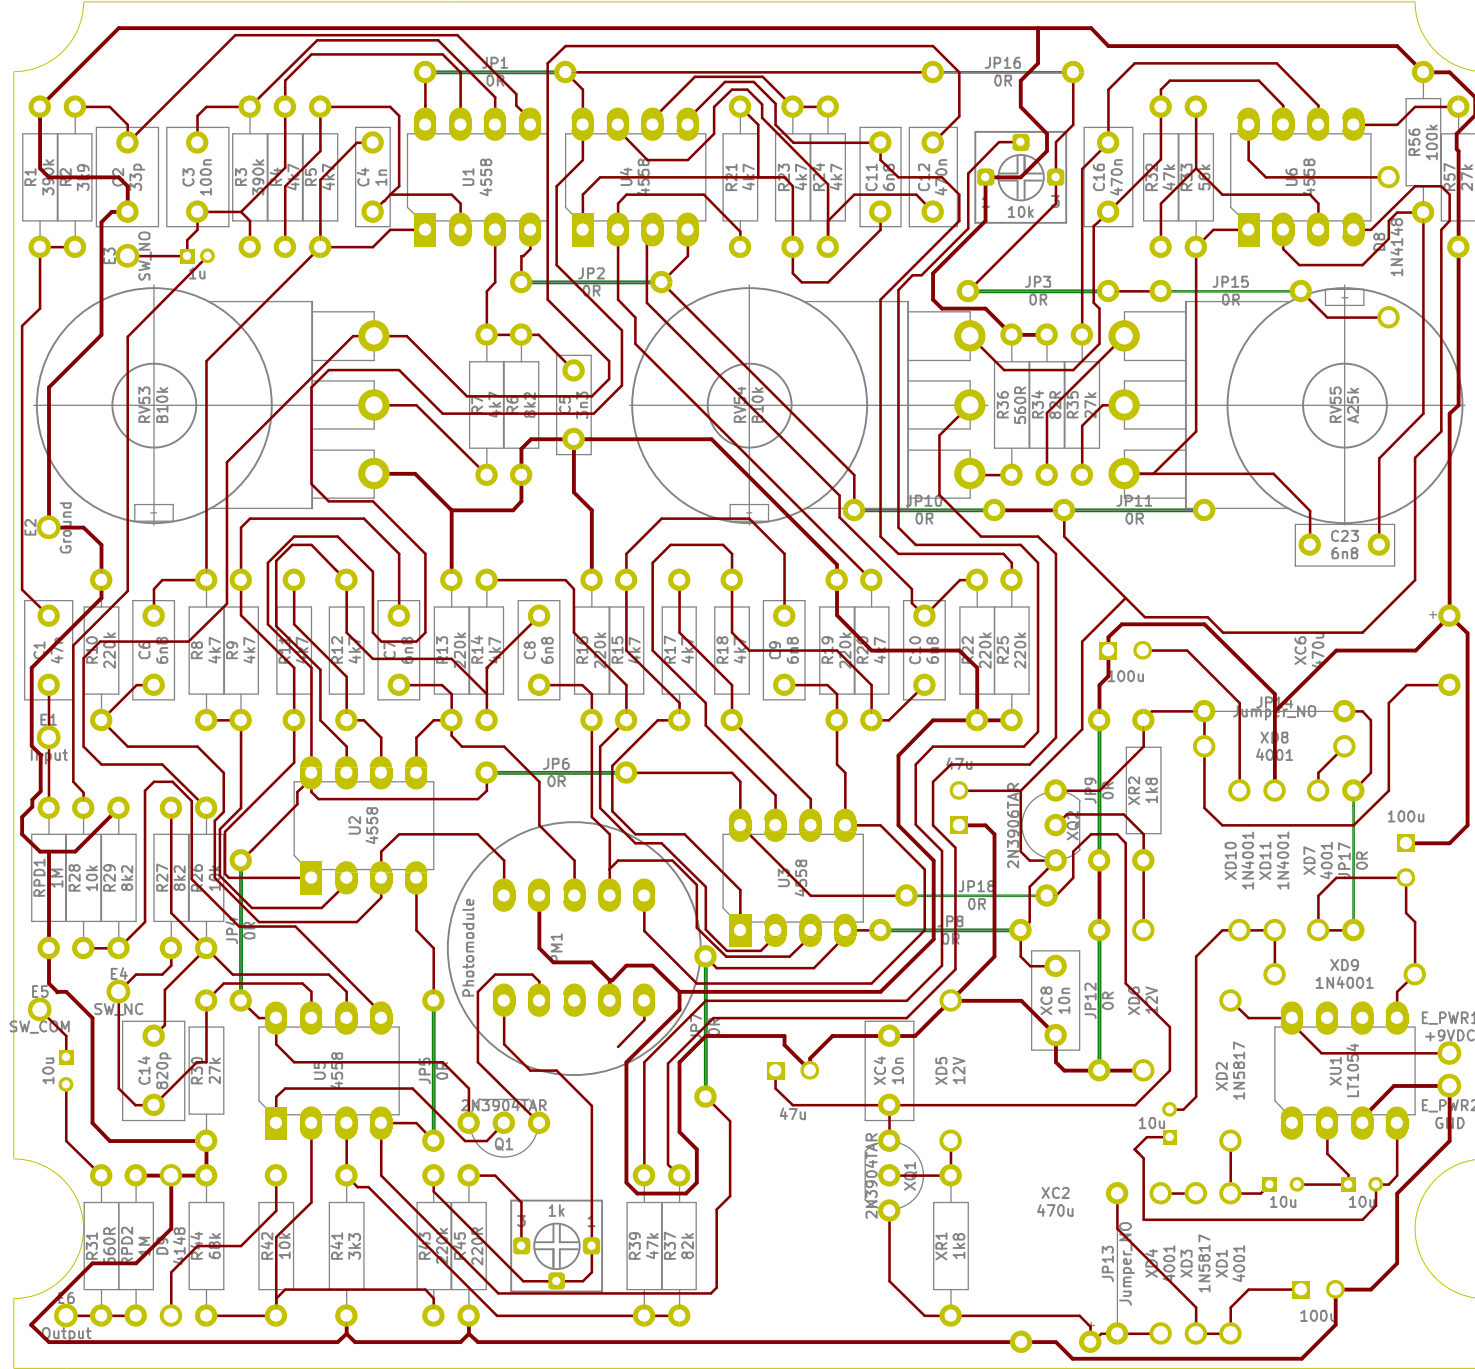 JP1
0R
JP16
0R
R1
39k
R2
3k9
C2
33p
C3
100n
R3
390k
R4
4k7
R5
4k7
C4
1n
U1
4558
U4
4558
R21
4k7
R23
4k7
R24
4k7
C11
6n8
C12
470n
1
10k
3
C16
470n
R32
47k
R33
U6
4558
R56
100k
R57
D8
1N4148
E3
SW_NO
1u
JP2
0R
JP3
0R
JP15
0R
RV53
B10k
R7
4k7
R6
8k2
C5
3n3
RV54
B10k
R36
560R
R34
82R
R35
27k
RV55
A25k
E2
Ground
JP10
0R
JP11
0R
C23
6n8
C1
47n
R10
220k
C6
6n8
R8
4k7
R9
4k7
R11
4k7
R12
4k7
C7
6n8
R13
220k
R14
4k7
C8
6n8
R16
220k
R15
4k7
R17
4k7
R18
4k7
C9
6n8
R19
220k
R20
4k7
C10
6n8
R22
220k
R25
220k
100u
XC6
470u
+
E1
Input
JP14
Jumper_NO
XD8
4001
JP6
0R
47u
2N3906TAR
XQ2
JP9
0R
XR2
1k8
U2
4558
U3
4558
100u
RPD1
1M
R28
10k
R29
8k2
R27
8k2
R26
JP4
0R
XD10
1N4001
XD11
1N4001
XD7
4001
JP17
0R
JP18
0R
JP8
0R
Photomodule
PM1
XD9
1N4001
E4
SW_NC
E5
SW_COM
10u
C14
820p
R30
27k
U5
4558
JP5
0R
JP7
0R
XC8
10n
JP12
0R
XD6
12V
XC4
10n
XD5
12V
47u
XD2
1N5817
XU1
LT1054
E_PWR1
+9VDC
E_PWR2
GND
2N3904TAR
Q1
10u
2N3904TAR
XQ1
10u
10u
XC2
470u
R31
560R
RPD2
1M
D9
4148
R44
68k
R42
10k
R41
3k3
R43
220k
R45
220R
3
1k
1
R39
47k
R37
82k
XR1
1k8
JP13
Jumper_NO
XD4
4001
XD3
1N5817
XD1
4001
100u
+
E6
Output